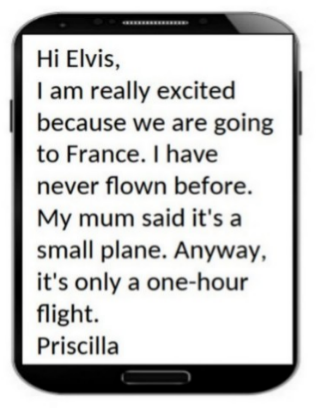 Hi Elvis,
I am really excited
because we are going
to France. I have
never flown before.
My mum said it's a
small plane. Anyway,
it's only a one-hour
flight.
Priscilla